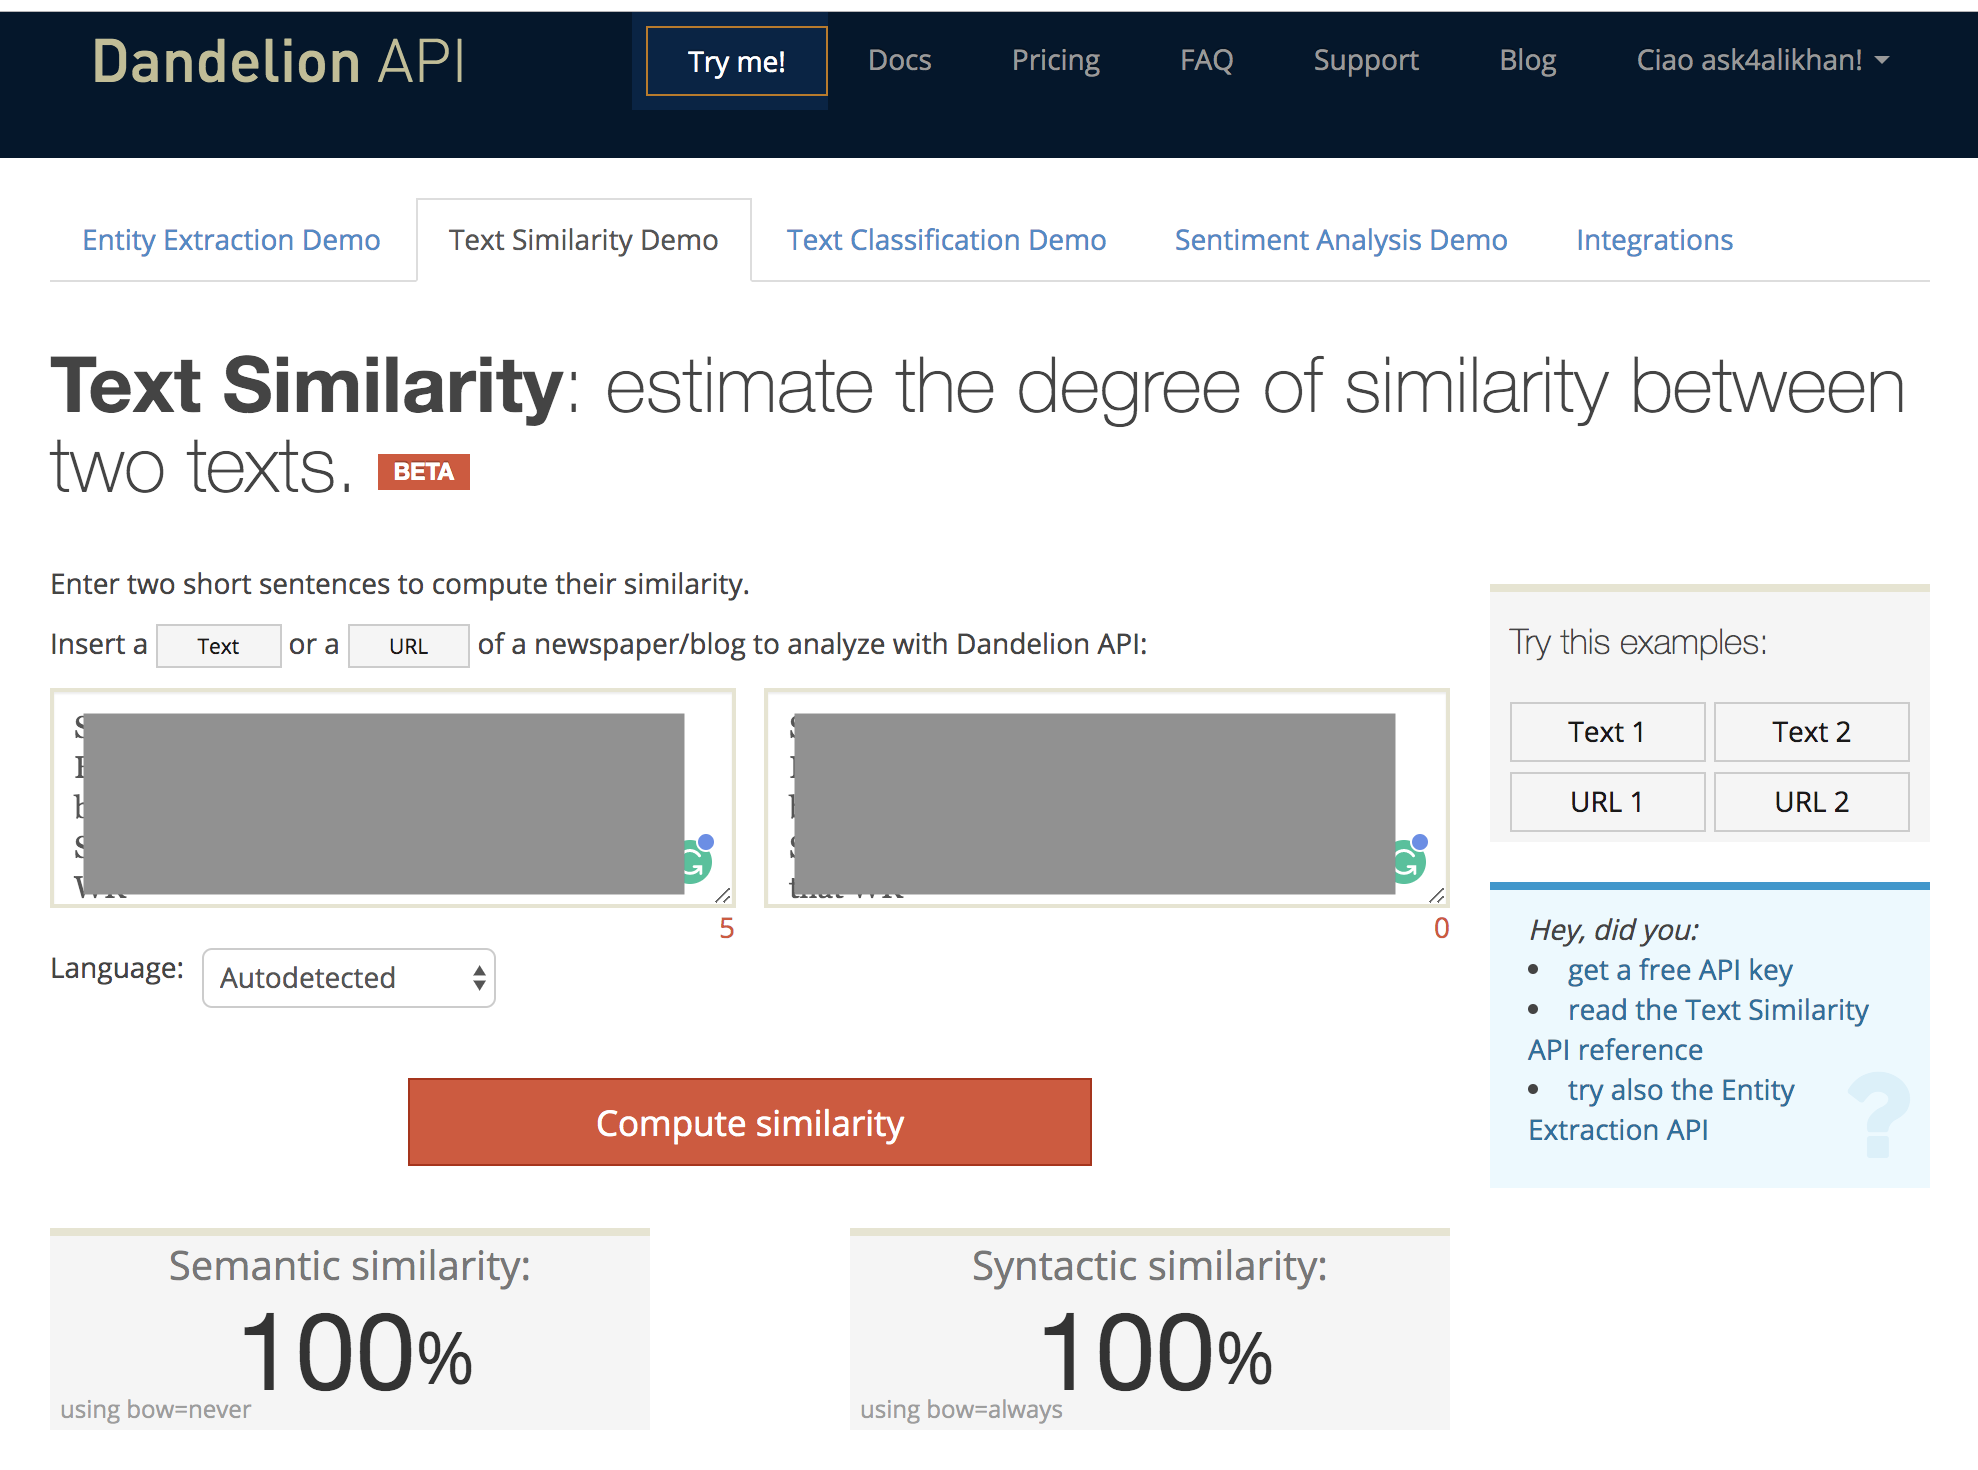 Dandelion API
Try me!
Docs
Pricing
FAQ
Support
Blog
Ciao ask4alikhan!
Entity Extraction Demo
Text Similarity Demo
Text Classification Demo
Sentiment Analysis Demo
Integrations
Text Similarity: estimate the degree of similarity between
two texts. BETA
Enter two short sentences to compute their similarity.
Insert a Text or a URL of a newspaper/blog to analyze with Dandelion API:
5
that WK
0
Language: Autodetected
Compute similarity
Semantic similarity:
100%
using bow=never
Syntactic similarity:
100%
using bow=always
Try this examples:
Text 1
Text 2
URL 1
URL 2
Hey, did you:
• get a free API key
• read the Text Similarity
API reference
• try also the Entity
Extraction API
?